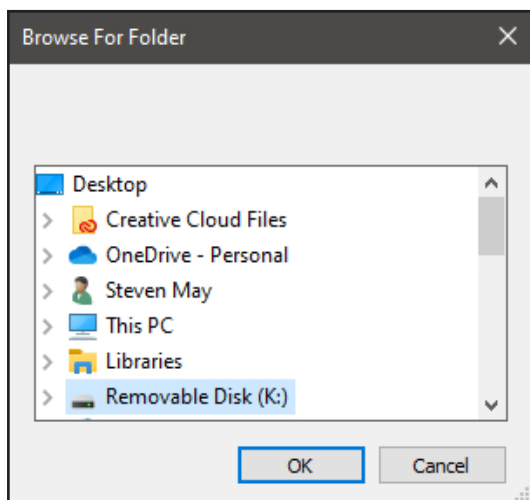 Browse For Folder
Desktop
Creative Cloud Files
OneDrive - Personal
Steven May
This PC
Libraries
Removable Disk (K:)
OK
Cancel